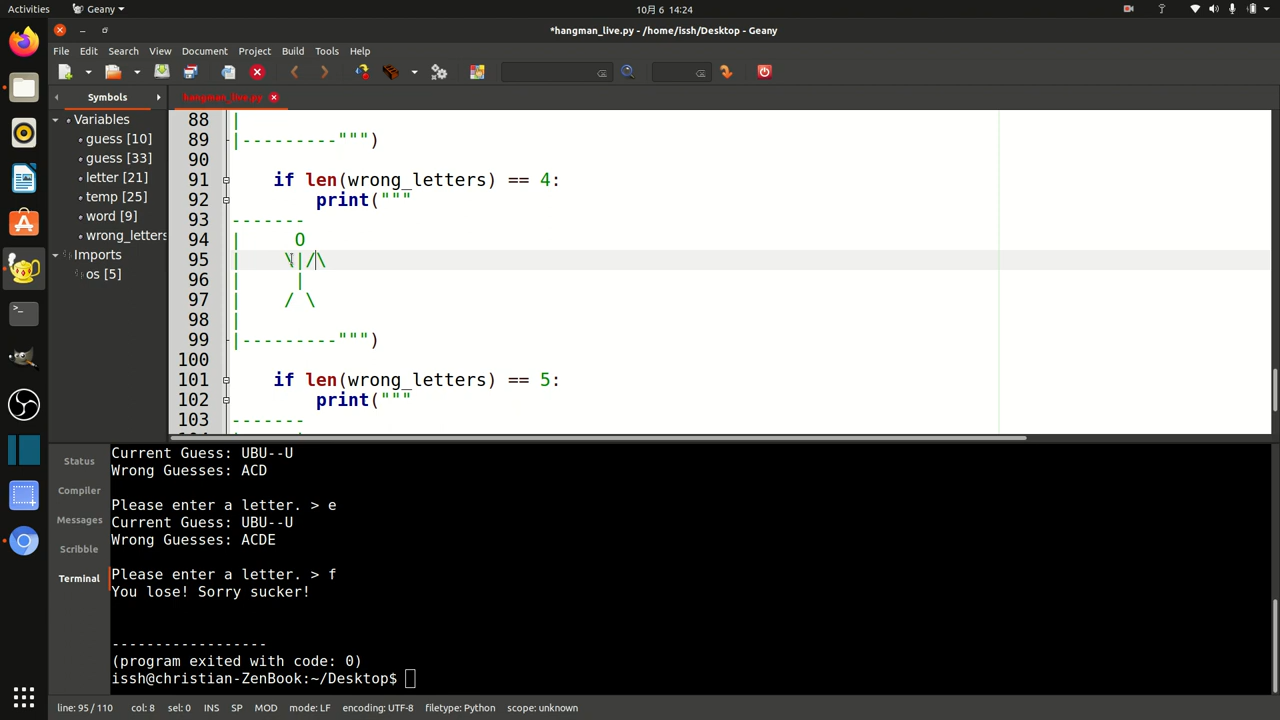 Activities
Geany
10月 6 14:24
*hangman_live.py - /home/issh/Desktop - Geany
File Edit Search View Document Project Build Tools Help
Symbols
hangman_live.py
Variables
guess [10]
guess [33]
letter [21]
temp [25]
word [9]
wrong_letters
Imports
os [5]
88 |
89 |---------""")
90
91 if len(wrong_letters) == 4:
92 print("""
93 -------
94 | O
95 | \|/\
96 | |
97 | / \
98 |
99 |---------""")
100
101 if len(wrong_letters) == 5:
102 print("""
103 -------
Status
Compiler
Messages
Scribble
Terminal
Current Guess: UBU--U
Wrong Guesses: ACD
Please enter a letter. > e
Current Guess: UBU--U
Wrong Guesses: ACDE
Please enter a letter. > f
You lose! Sorry sucker!
------------------
(program exited with code: 0)
issh@christian-ZenBook:~/Desktop$
line: 95 / 110 col: 8 sel: 0 INS SP MOD mode: LF encoding: UTF-8 filetype: Python scope: unknown